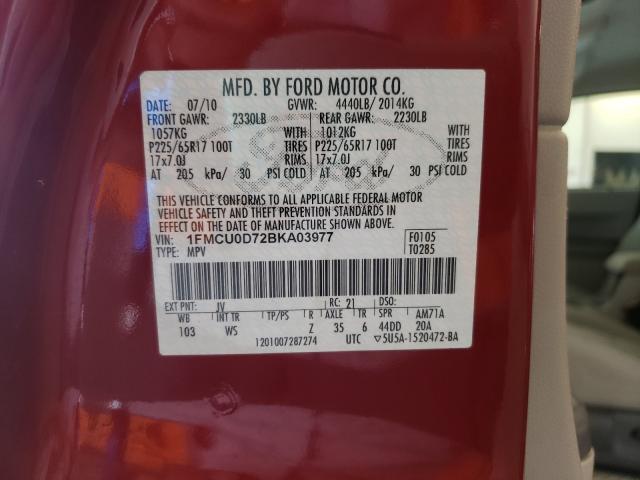 MFD. BY FORD MOTOR CO.
DATE: 07/10 GVWR: 4440LB/ 2014KG
FRONT GAWR: 2330LB REAR GAWR: 2230LB
1057KG WITH 1012KG WITH
P225/65R17 100T TIRES P225/65R17 100T TIRES
17x7.0J RIMS 17x7.0J RIMS
AT 205 kPa/ 30 PSI COLD AT 205 kPa/ 30 PSI COLD
THIS VEHICLE CONFORMS TO ALL APPLICABLE FEDERAL MOTOR
VEHICLE SAFETY AND THEFT PREVENTION STANDARDS IN
EFFECT ON THE DATE OF MANUFACTURE SHOWN ABOVE.
VIN: 1FMCU0D72BKA03977 F0105
TYPE: MPV T0285
EXT PNT: JV RC: 21 DSO:
WB INT TR TP/PS R AXLE TR SPR AM71A
103 WS Z 35 6 44DD 20A
1201007287274 UTC ▽5U5A-1520472-BA